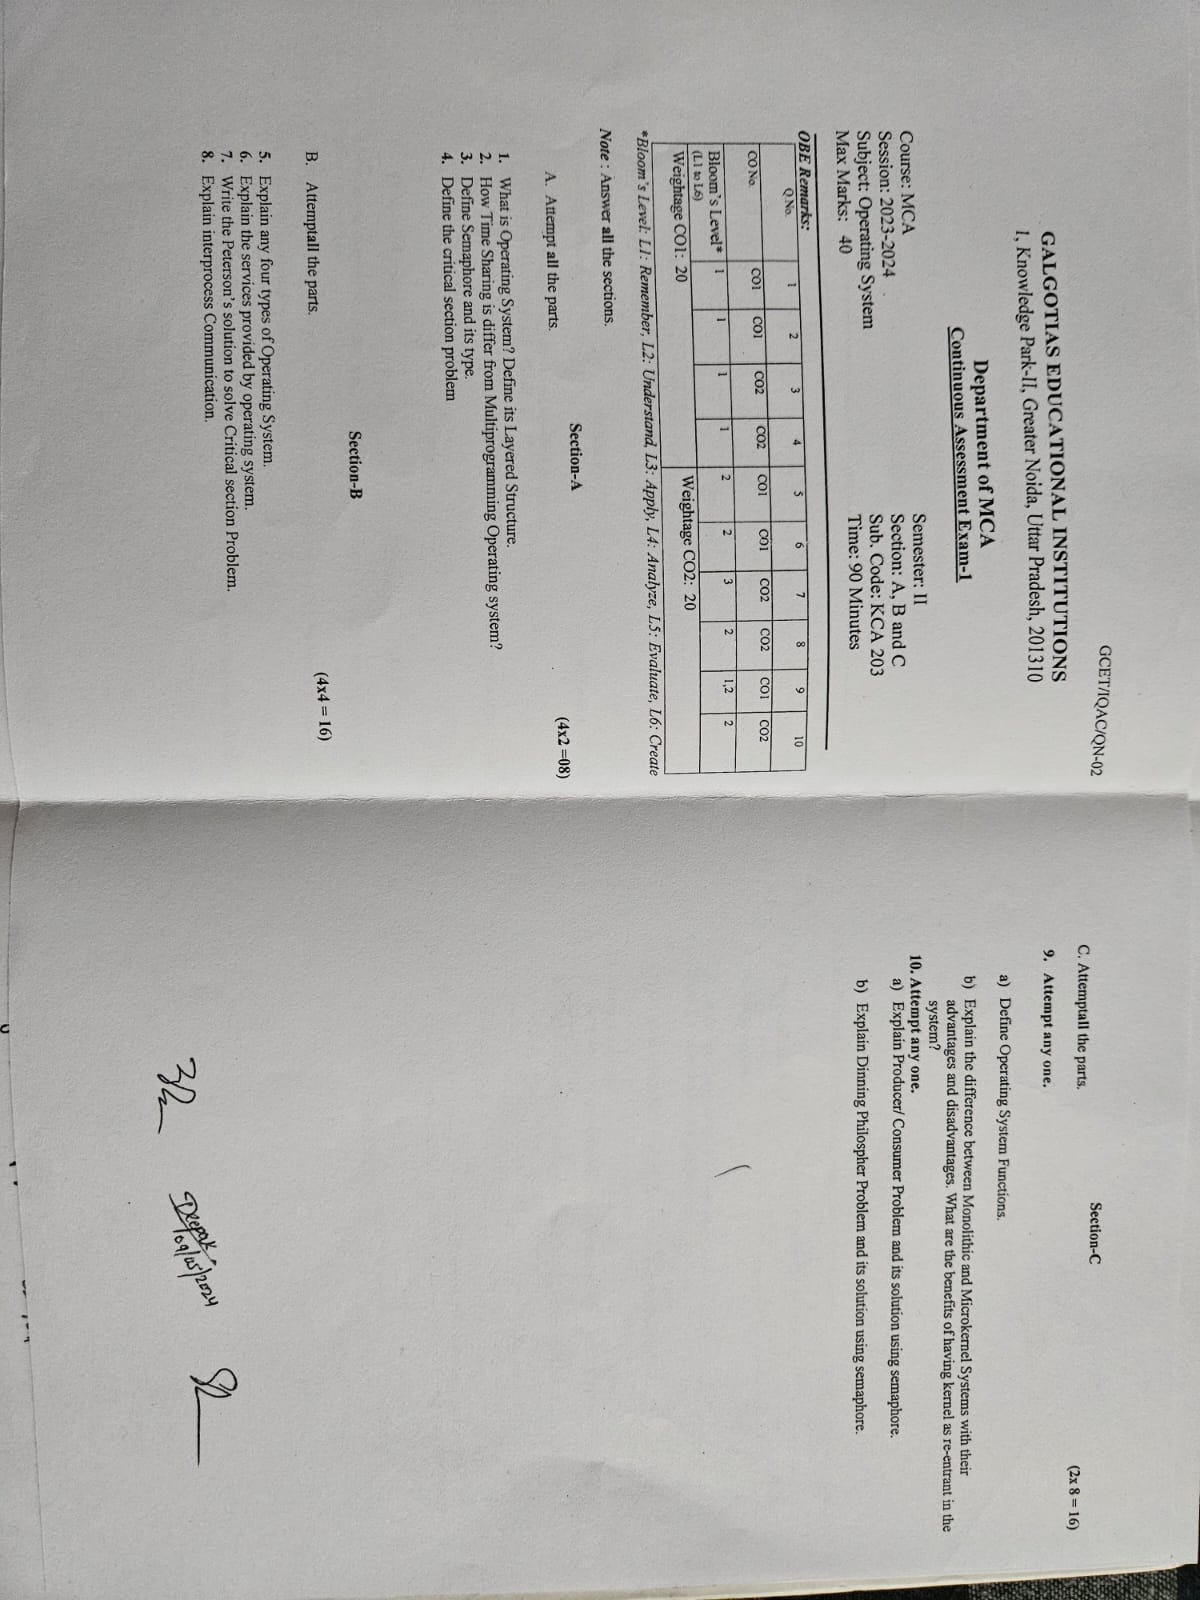 GCET/IQAC/QN-02
GALGOTIAS EDUCATIONAL INSTITUTIONS
1, Knowledge Park-II, Greater Noida, Uttar Pradesh, 201310
Department of MCA
Continuous Assessment Exam-1
Course: MCA Semester: II
Session: 2023-2024 Section: A, B and C
Subject: Operating System Sub. Code: KCA 203
Max Marks: 40 Time: 90 Minutes
OBE Remarks:
Q No. 1 2 3 4 5 6 7 8 9 10
CO No. CO1 CO1 CO2 CO2 CO1 CO1 CO2 CO2 CO1 CO2
Bloom's Level* 1 1 1 1 2 2 3 2 1,2 2
(L1 to L6)
Weightage CO1: 20 Weightage CO2: 20
*Bloom's Level: L1: Remember, L2: Understand, L3: Apply, L4: Analyze, L5: Evaluate, L6: Create
Note : Answer all the sections.
Section-A
A. Attempt all the parts. (4x2 =08)
1. What is Operating System? Define its Layered Structure.
2. How Time Sharing is differ from Multiprogramming Operating system?
3. Define Semaphore and its type.
4. Define the critical section problem
Section-B
B. Attemptall the parts. (4x4 = 16)
5. Explain any four types of Operating System.
6. Explain the services provided by operating system.
7. Write the Peterson's solution to solve Critical section Problem.
8. Explain interprocess Communication.
Section-C
C. Attemptall the parts. (2x 8 = 16)
9. Attempt any one.
a) Define Operating System Functions.
b) Explain the difference between Monolithic and Microkernel Systems with their
advantages and disadvantages. What are the benefits of having kernel as re-entrant in the
system?
10. Attempt any one.
a) Explain Producer/ Consumer Problem and its solution using semaphore.
b) Explain Dinning Philospher Problem and its solution using semaphore.
Deepak
09/05/2024